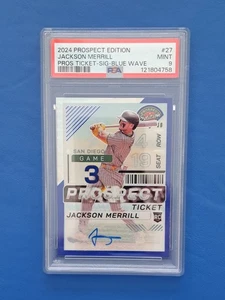 2024 PROSPECT EDITION #27
JACKSON MERRILL MINT
PROS.TICKET-SIG-BLUE WAVE 9
PSA 121804758
SAN DIEGO
GAME
3
ROW
SEAT
PROSPECT
TICKET
JACKSON MERRILL
RC